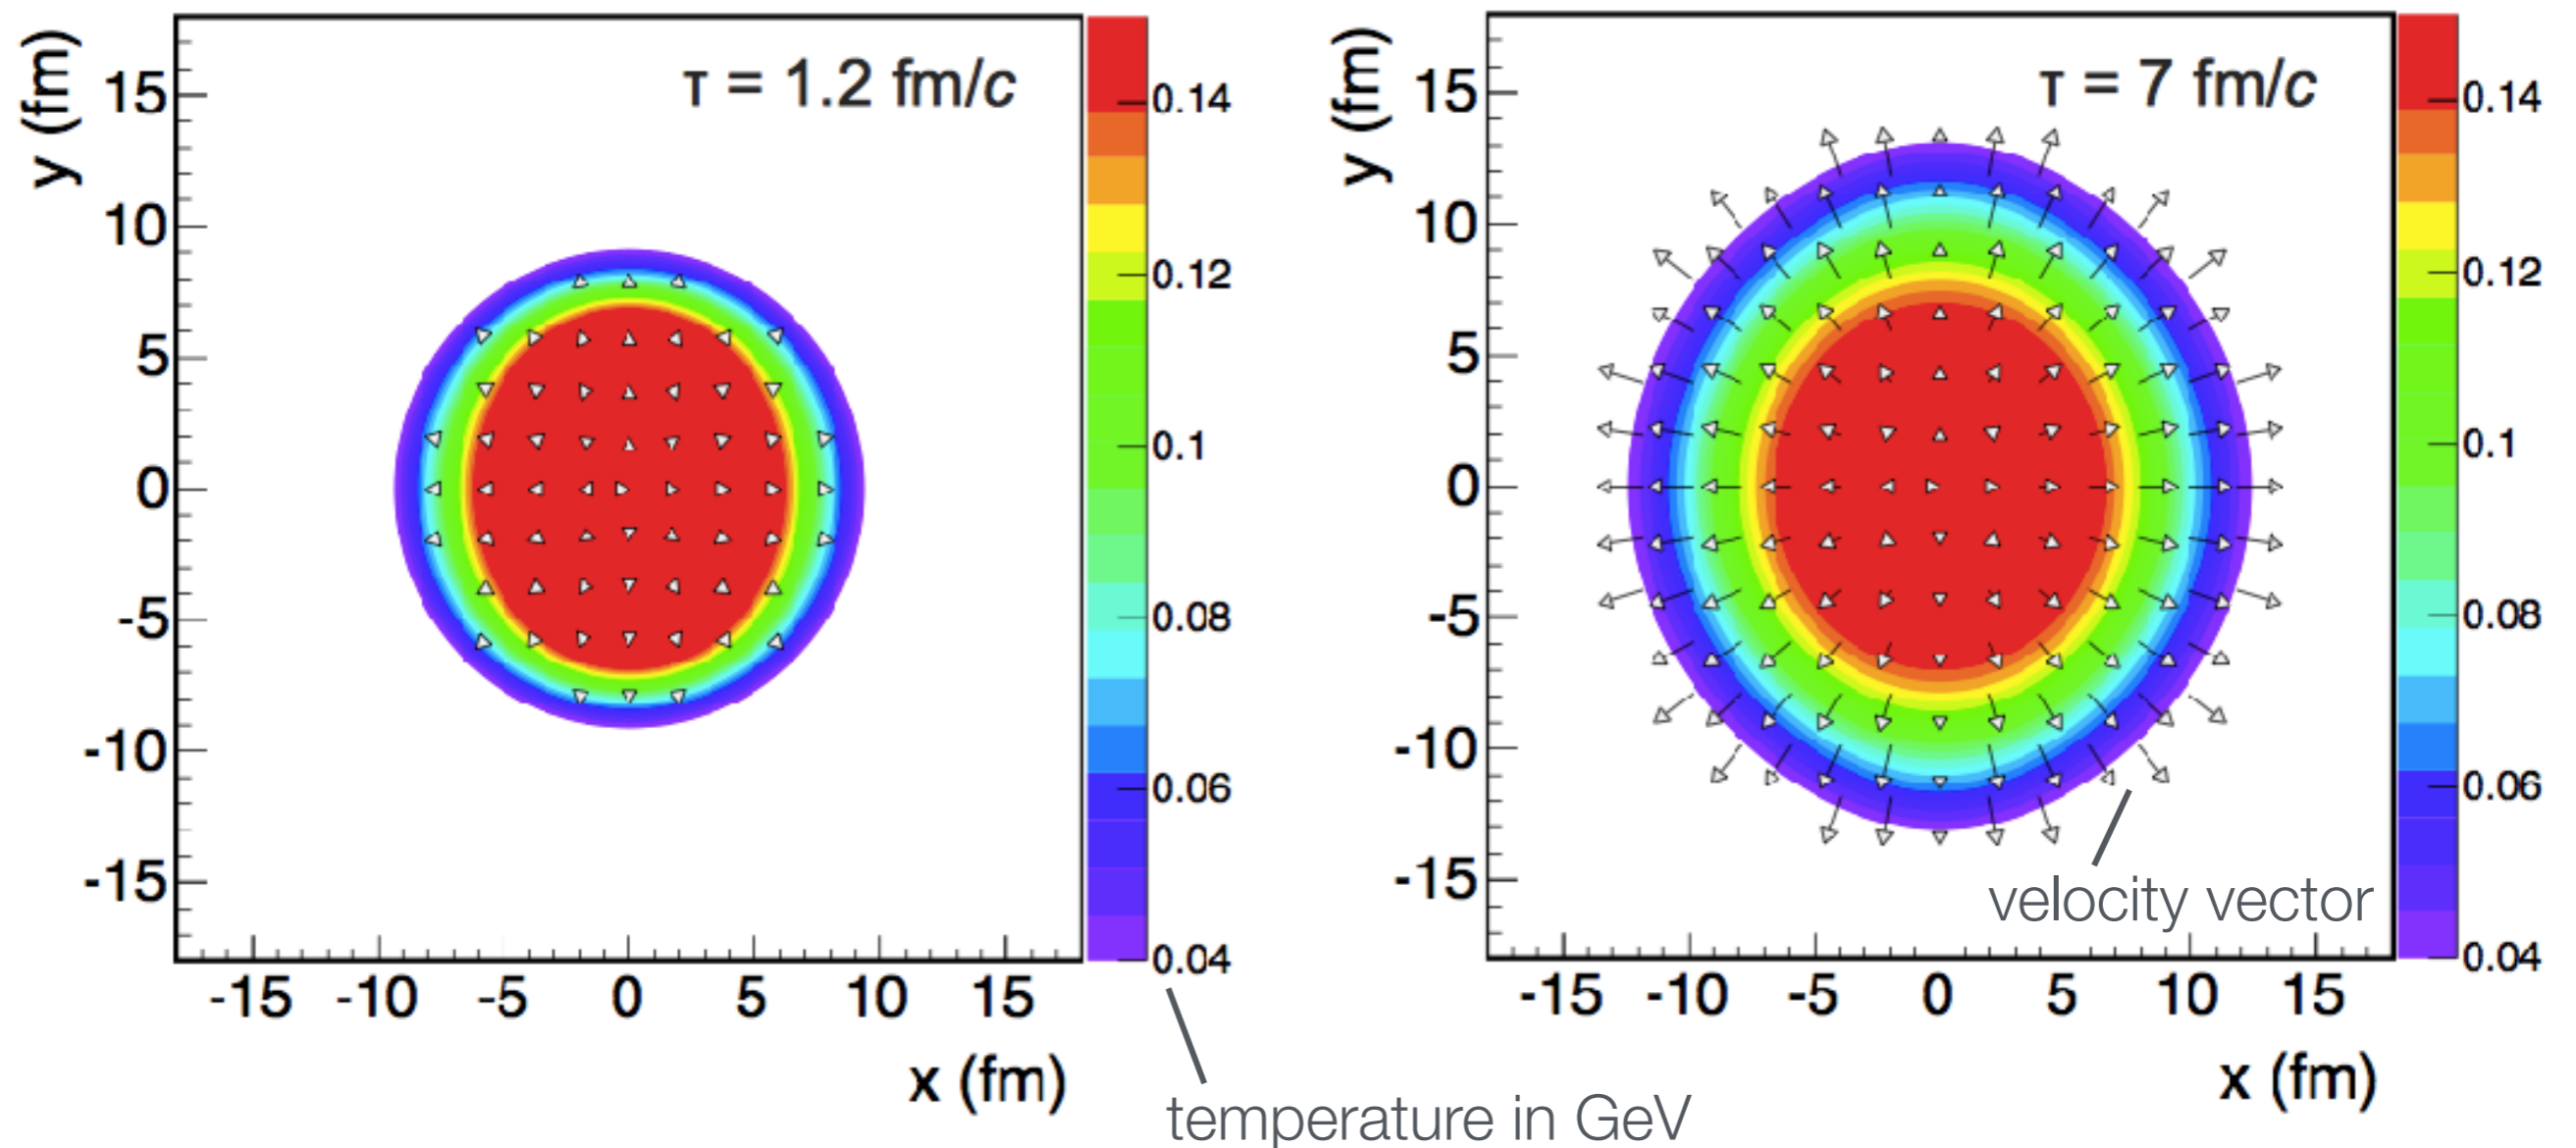 τ = 1.2 fm/c
y (fm)
15
10
5
0
-5
-10
-15
-15 -10 -5 0 5 10 15
x (fm)
0.14
0.12
0.1
0.08
0.06
0.04
temperature in GeV
τ = 7 fm/c
y (fm)
15
10
5
0
-5
-10
-15
-15 -10 -5 0 5 10 15
x (fm)
velocity vector
0.14
0.12
0.1
0.08
0.06
0.04